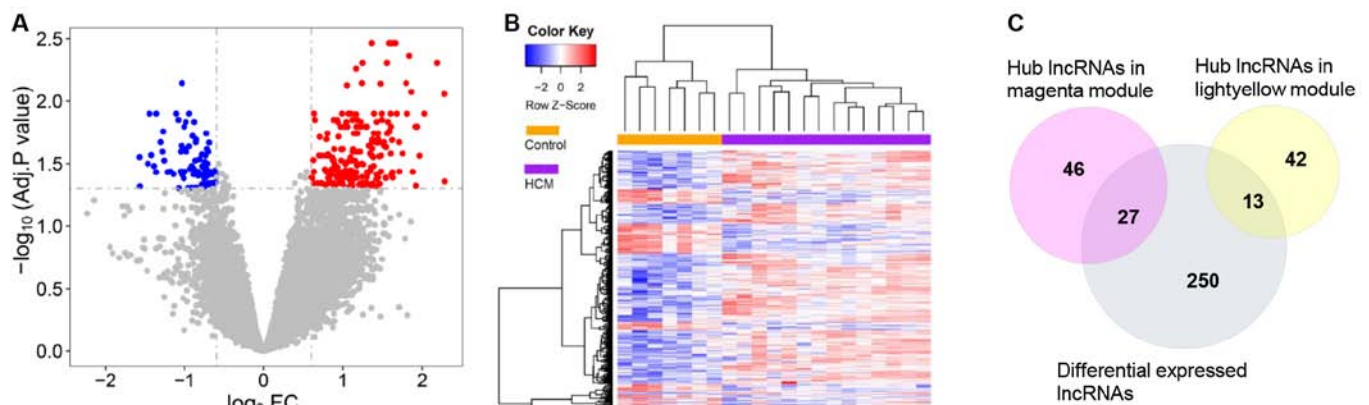 A
2.5
2.0
1.5
1.0
0.5
0.0
−log10 (Adj.P value)
−2
−1
0
1
2
log2 FC
B
Color Key
−2
0
2
Row Z-Score
Control
HCM
C
Hub lncRNAs in
magenta module
Hub lncRNAs in
lightyellow module
46
42
27
13
250
Differential expressed
lncRNAs